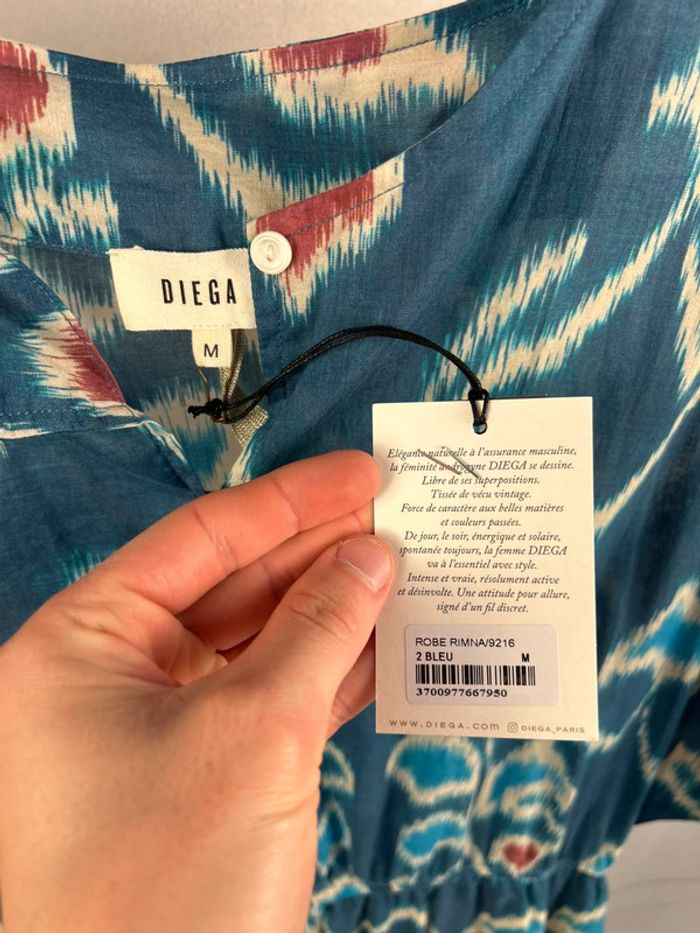 DIEGA
M
Elégance naturelle à l'assurance masculine,
la féminité androgyne DIEGA se dessine.
Libre de ses superpositions.
Tissée de vécu vintage.
Force de caractère aux belles matières
et couleurs passées.
De jour, le soir, énergique et solaire,
spontanée toujours, la femme DIEGA
va à l'essentiel avec style.
Intense et vraie, résolument active
et désinvolte. Une attitude pour allure,
signé d'un fil discret.
ROBE RIMNA/9216
2 BLEU M
3700977667950
WWW.DIEGA.COM DIEGA_PARIS